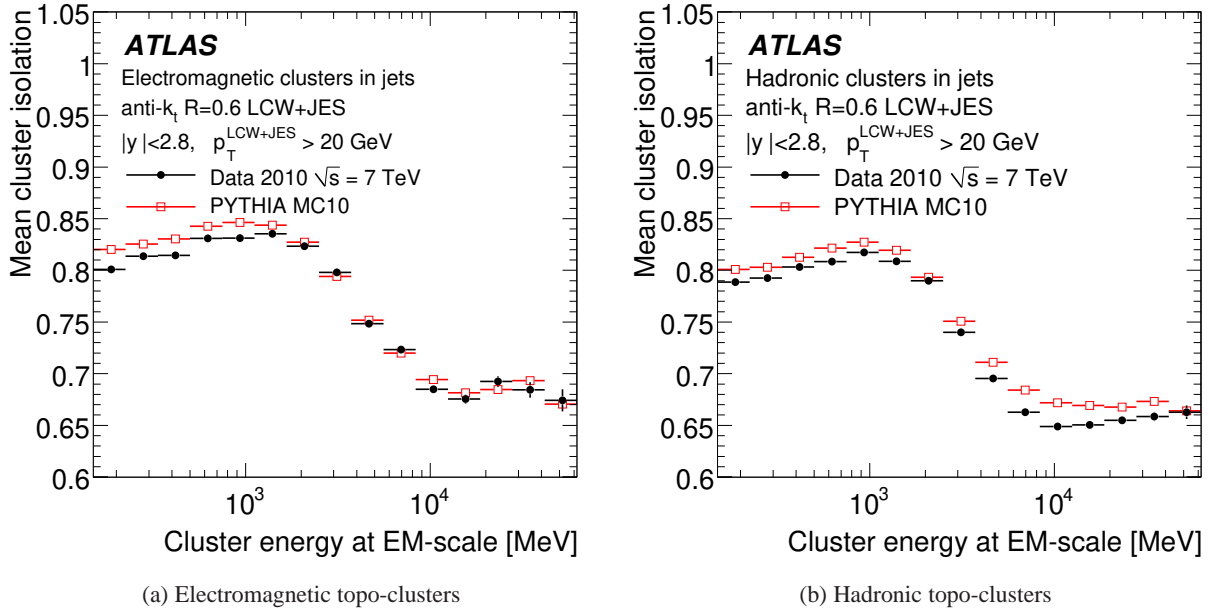 Mean cluster isolation
1.05
1
0.95
0.9
0.85
0.8
0.75
0.7
0.65
0.6
ATLAS
Electromagnetic clusters in jets
anti-k_t R=0.6 LCW+JES
|y|<2.8, p_T^{LCW+JES} > 20 GeV
Data 2010 √s = 7 TeV
PYTHIA MC10
10^3
10^4
Cluster energy at EM-scale [MeV]
(a) Electromagnetic topo-clusters
Mean cluster isolation
1.05
1
0.95
0.9
0.85
0.8
0.75
0.7
0.65
0.6
ATLAS
Hadronic clusters in jets
anti-k_t R=0.6 LCW+JES
|y|<2.8, p_T^{LCW+JES} > 20 GeV
Data 2010 √s = 7 TeV
PYTHIA MC10
10^3
10^4
Cluster energy at EM-scale [MeV]
(b) Hadronic topo-clusters